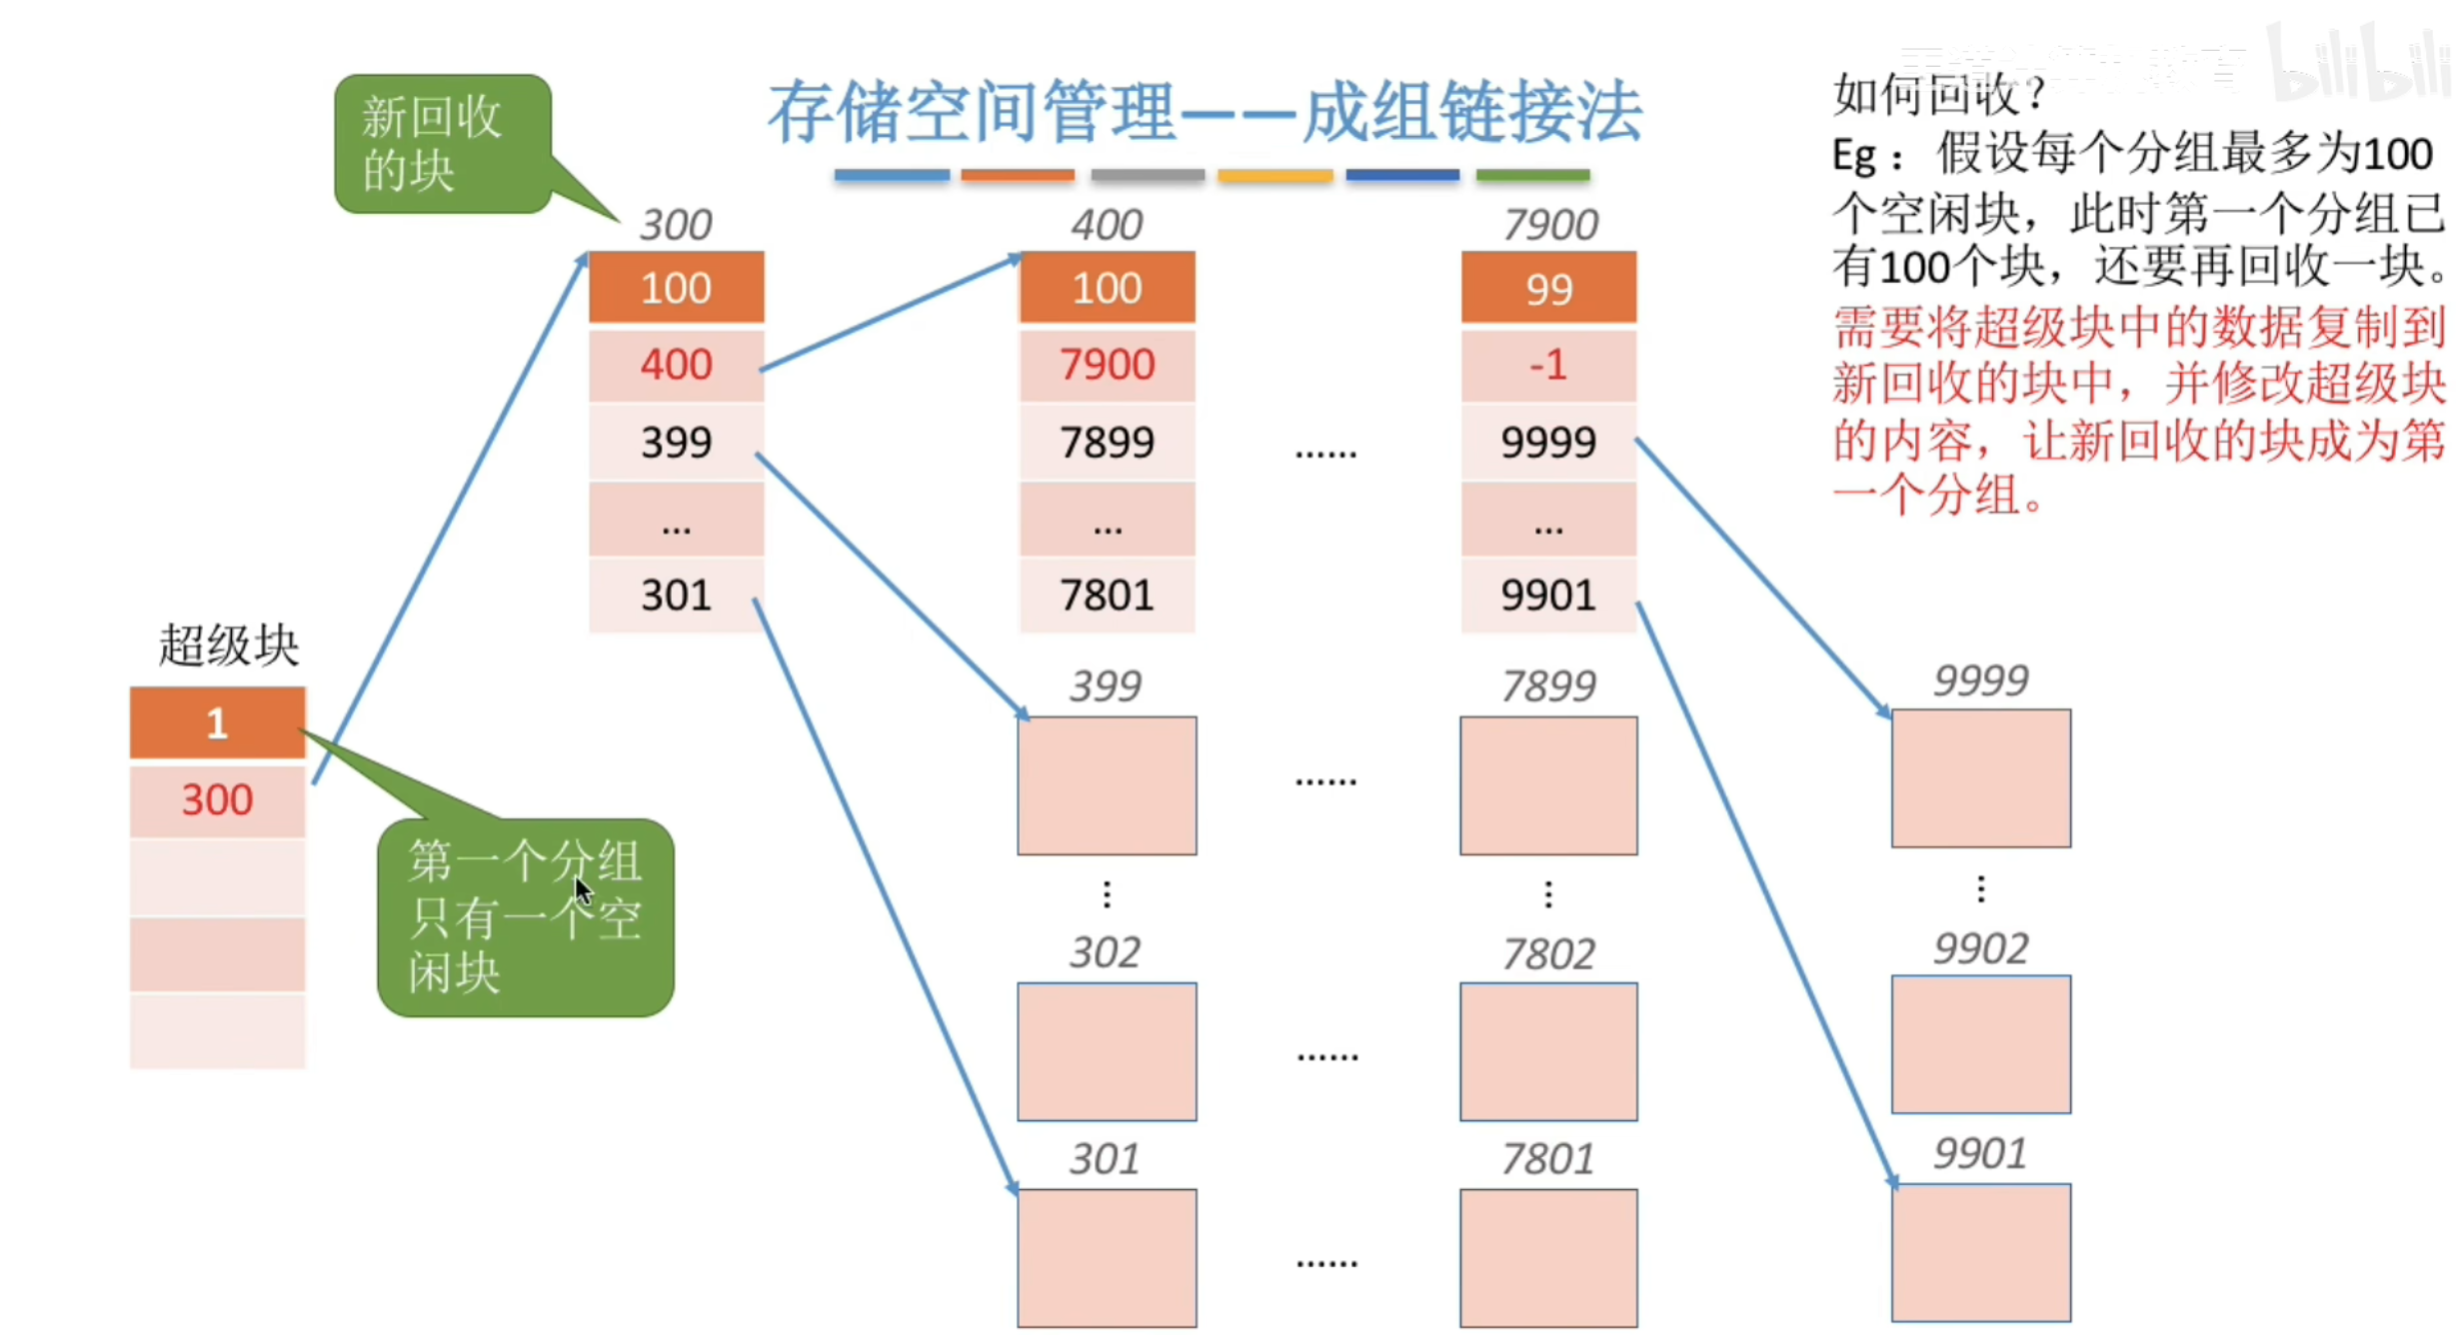 新回收
的块
存储空间管理——成组链接法
bilibili
如何回收？
Eg：假设每个分组最多为100
个空闲块，此时第一个分组已
有100个块，还要再回收一块。
需要将超级块中的数据复制到
新回收的块中，并修改超级块
的内容，让新回收的块成为第
一个分组。
300
400
7900
100
100
99
400
7900
-1
399
7899
......
9999
...
...
...
301
7801
9901
超级块
1
300
第一个分组
只有一个空
闲块
399
7899
9999
......
...
...
...
302
7802
9902
......
301
7801
9901
......